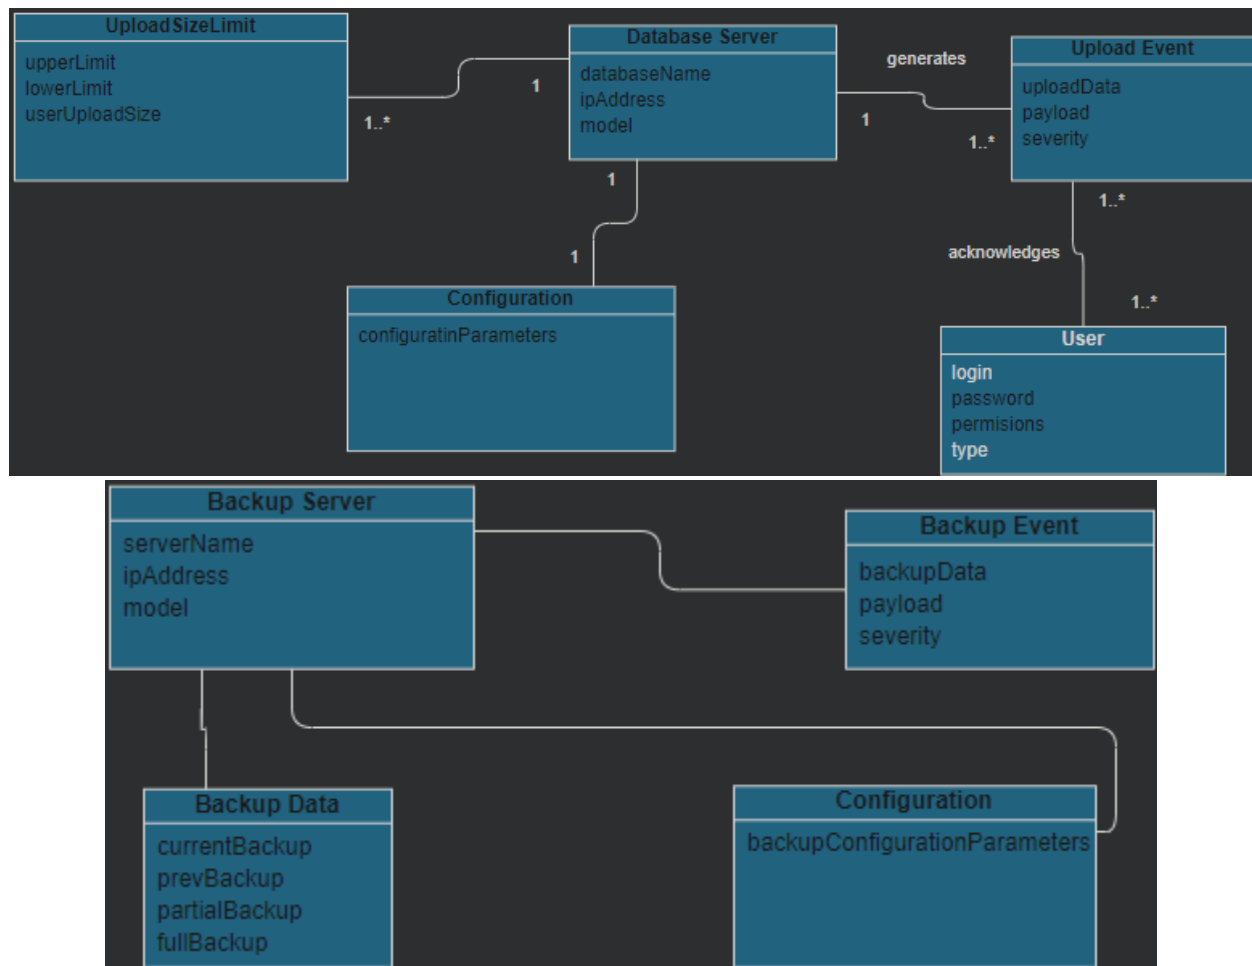 UploadSizeLimit
upperLimit
lowerLimit
userUploadSize
1..*
1
Database Server
databaseName
ipAddress
model
1
generates
1..*
Upload Event
uploadData
payload
severity
1
1
Configuration
configuratinParameters
1..*
acknowledges
1..*
User
login
password
permisions
type
Backup Server
serverName
ipAddress
model
Backup Event
backupData
payload
severity
Backup Data
currentBackup
prevBackup
partialBackup
fullBackup
Configuration
backupConfigurationParameters